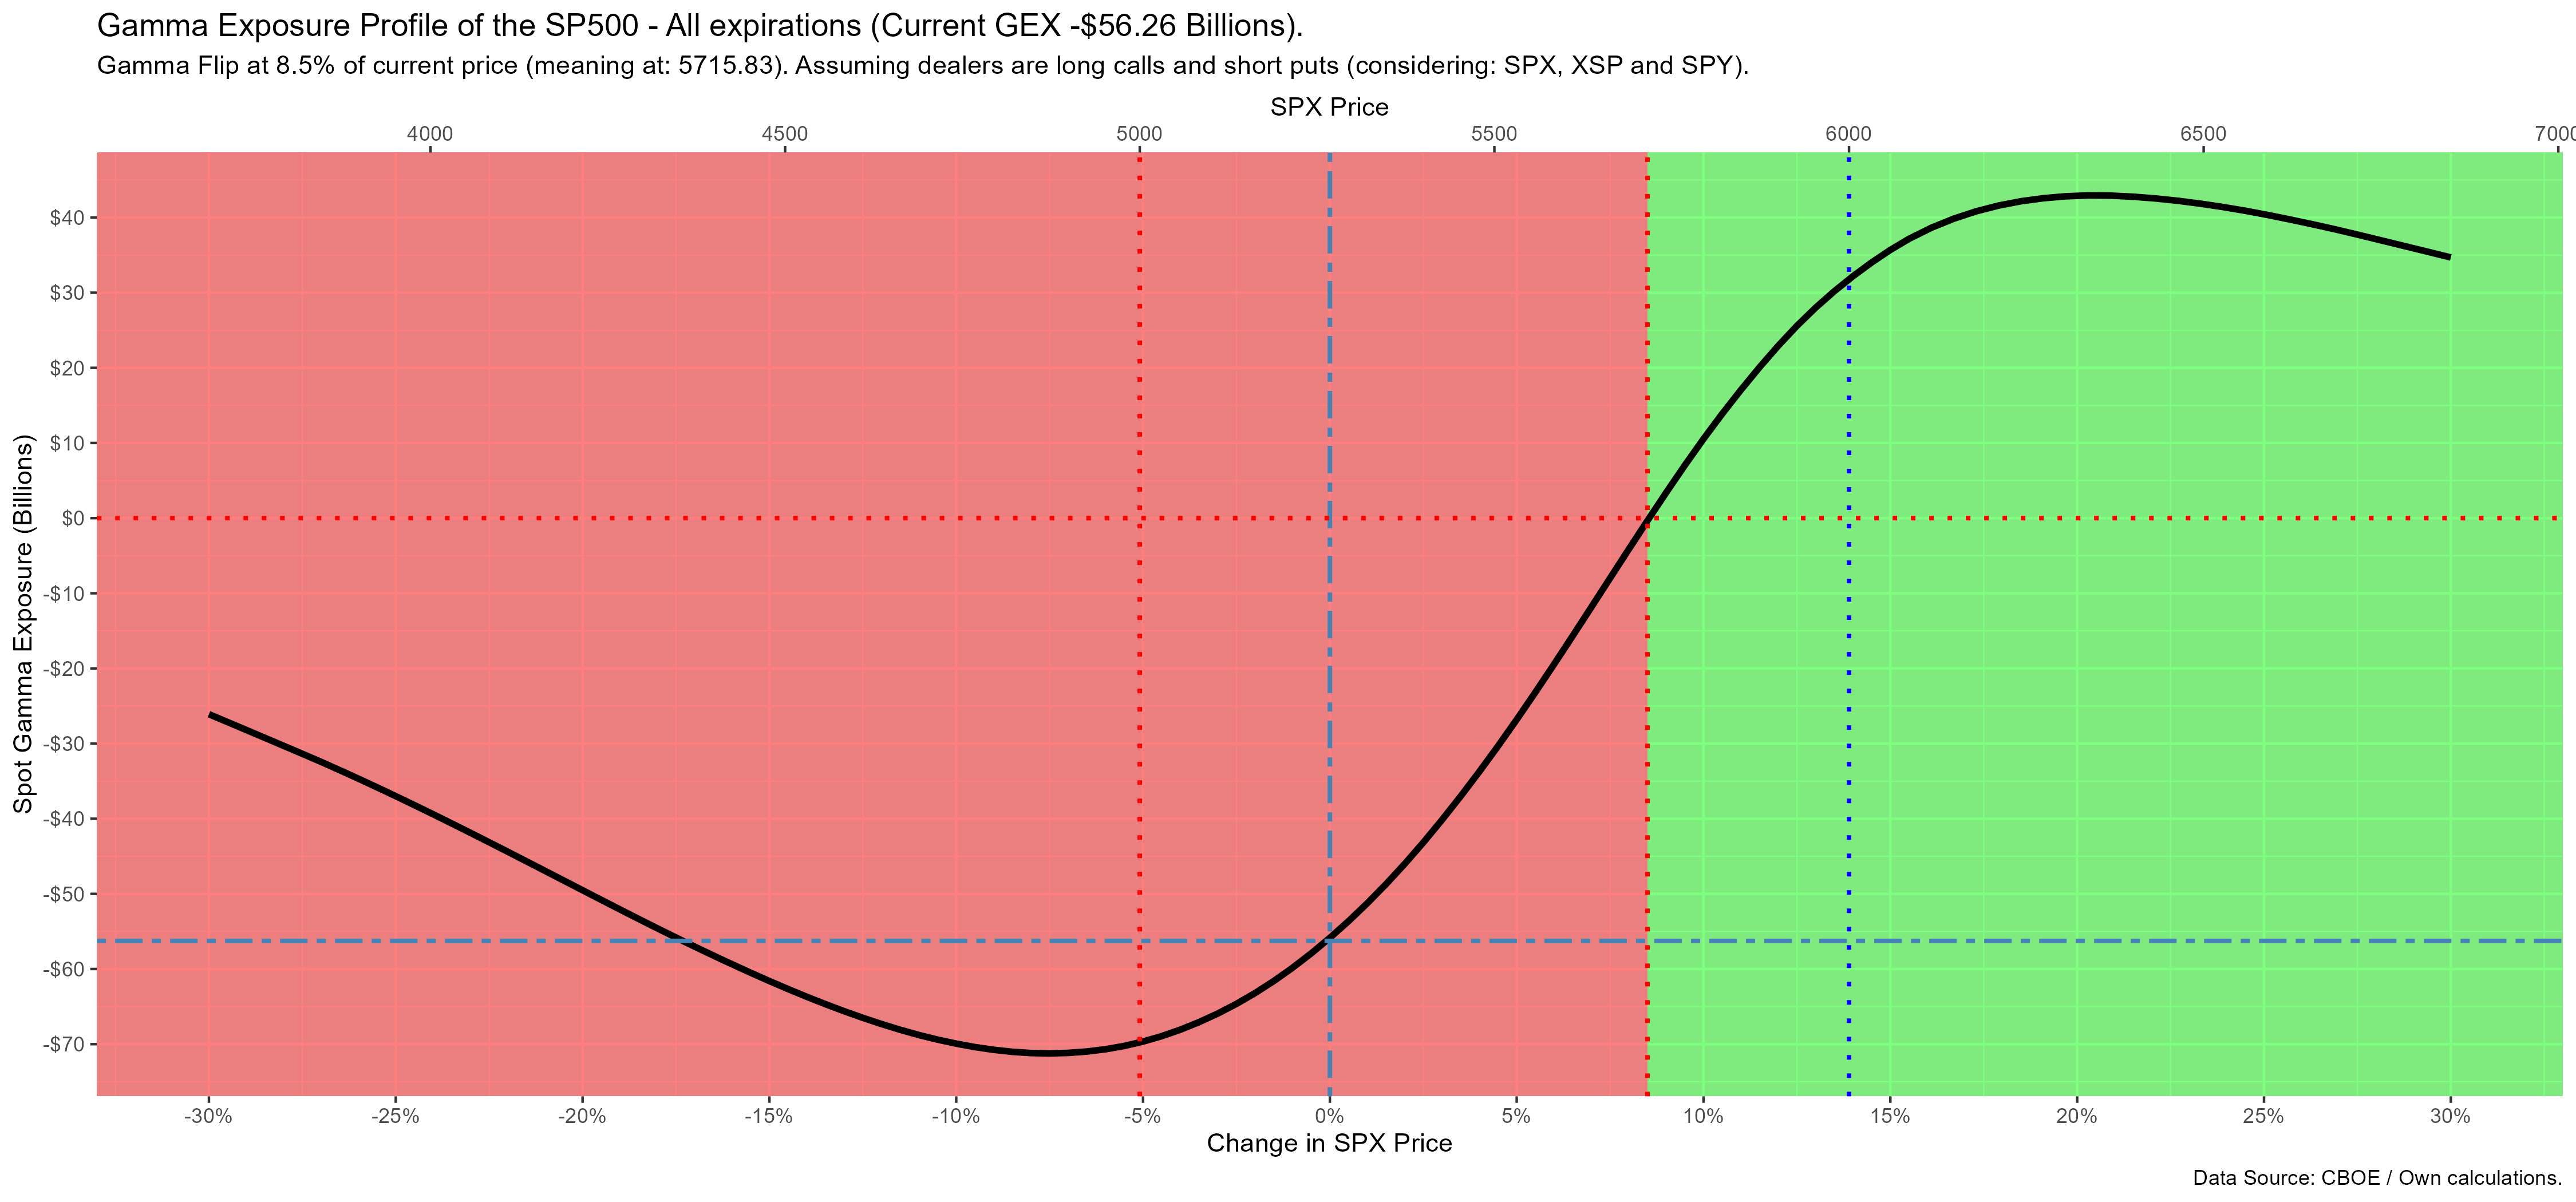 Gamma Exposure Profile of the SP500 - All expirations (Current GEX -$56.26 Billions).
Gamma Flip at 8.5% of current price (meaning at: 5715.83). Assuming dealers are long calls and short puts (considering: SPX, XSP and SPY).
SPX Price
4000 4500 5000 5500 6000 6500 7000
Spot Gamma Exposure (Billions)
$40
$30
$20
$10
$0
-$10
-$20
-$30
-$40
-$50
-$60
-$70
-30% -25% -20% -15% -10% -5% 0% 5% 10% 15% 20% 25% 30%
Change in SPX Price
Data Source: CBOE / Own calculations.